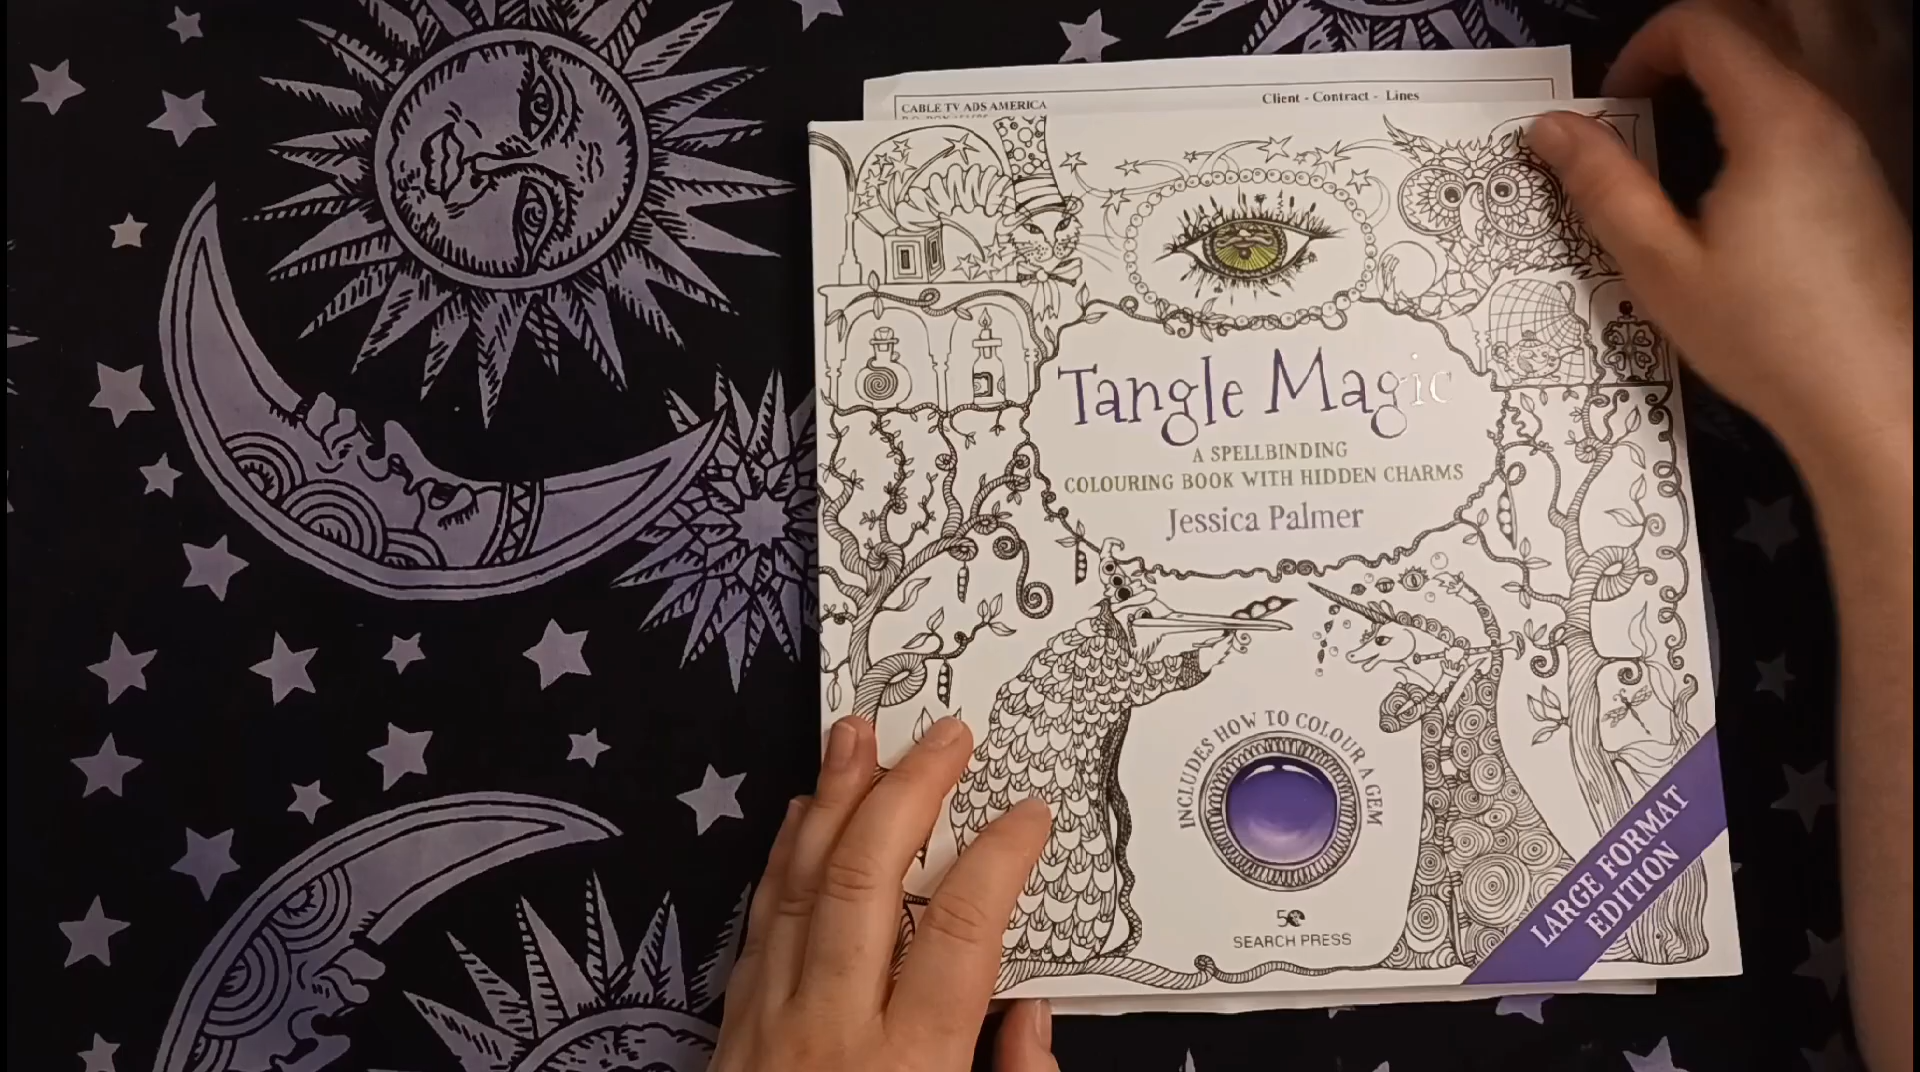 CABLE TV ADS AMERICA
Client - Contract - Lines
Tangle Magic
A SPELLBINDING
COLOURING BOOK WITH HIDDEN CHARMS
Jessica Palmer
INCLUDES HOW TO COLOUR A GEM
50
SEARCH PRESS
LARGE FORMAT
EDITION